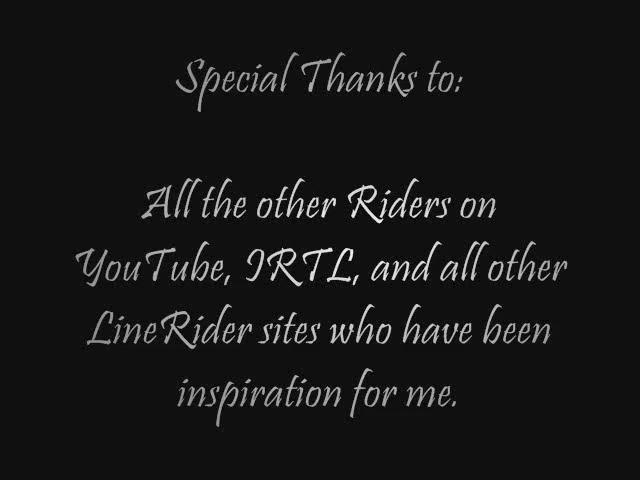 Special Thanks to:
All the other Riders on
YouTube, IRTL, and all other
LineRider sites who have been
inspiration for me.